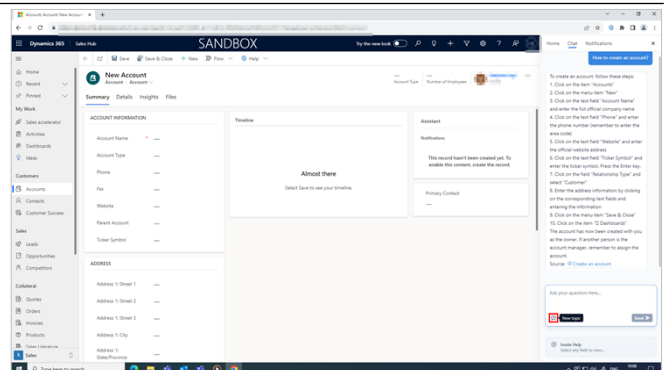 Account: Account: New Account
Dynamics 365
Sales Hub
SANDBOX
Try the new look
Save
Save & Close
+ New
Flow
Help
Home
Recent
Pinned
My Work
Sales accelerator
Activities
Dashboards
Ideas
Customers
Accounts
Contacts
Customer Success
Sales
Leads
Opportunities
Competitors
Collateral
Quotes
Orders
Invoices
Products
Sales Literature
Sales
New Account
Account · Account
Account Type
Number of Employees
Summary Details Insights Files
ACCOUNT INFORMATION
Account Name * ---
Account Type ---
Phone ---
Fax ---
Website ---
Parent Account ---
Ticker Symbol ---
ADDRESS
Address 1: Street 1 ---
Address 1: Street 2 ---
Address 1: Street 3 ---
Address 1: City ---
Address 1:
State/Province
Timeline
Almost there
Select Save to see your timeline.
Assistant
Notifications
This record hasn't been created yet. To
enable this content, create the record.
Primary Contact
---
Home Chat Notifications
How to create an account?
To create an account, follow these steps:
1. Click on the item "Accounts"
2. Click on the menu item "New"
3. Click on the text field "Account Name"
and enter the full official company name
4. Click on the text field "Phone" and enter
the phone number (remember to enter the
area code)
5. Click on the text field "Website" and enter
the official website address
6. Click on the text field "Ticker Symbol" and
enter the ticker symbol. Press the Enter key.
7. Click on the field "Relationship Type" and
select "Customer"
8. Enter the address information by clicking
on the corresponding text fields and
entering the information
9. Click on the menu item "Save & Close"
10. Click on the item "D Dashboards"
The account has now been created with you
as the owner. If another person is the
account manager, remember to assign the
account.
Source: Create an account
Ask your question here...
New topic
Send
Inside Help
Select any field to view...
Type here to search